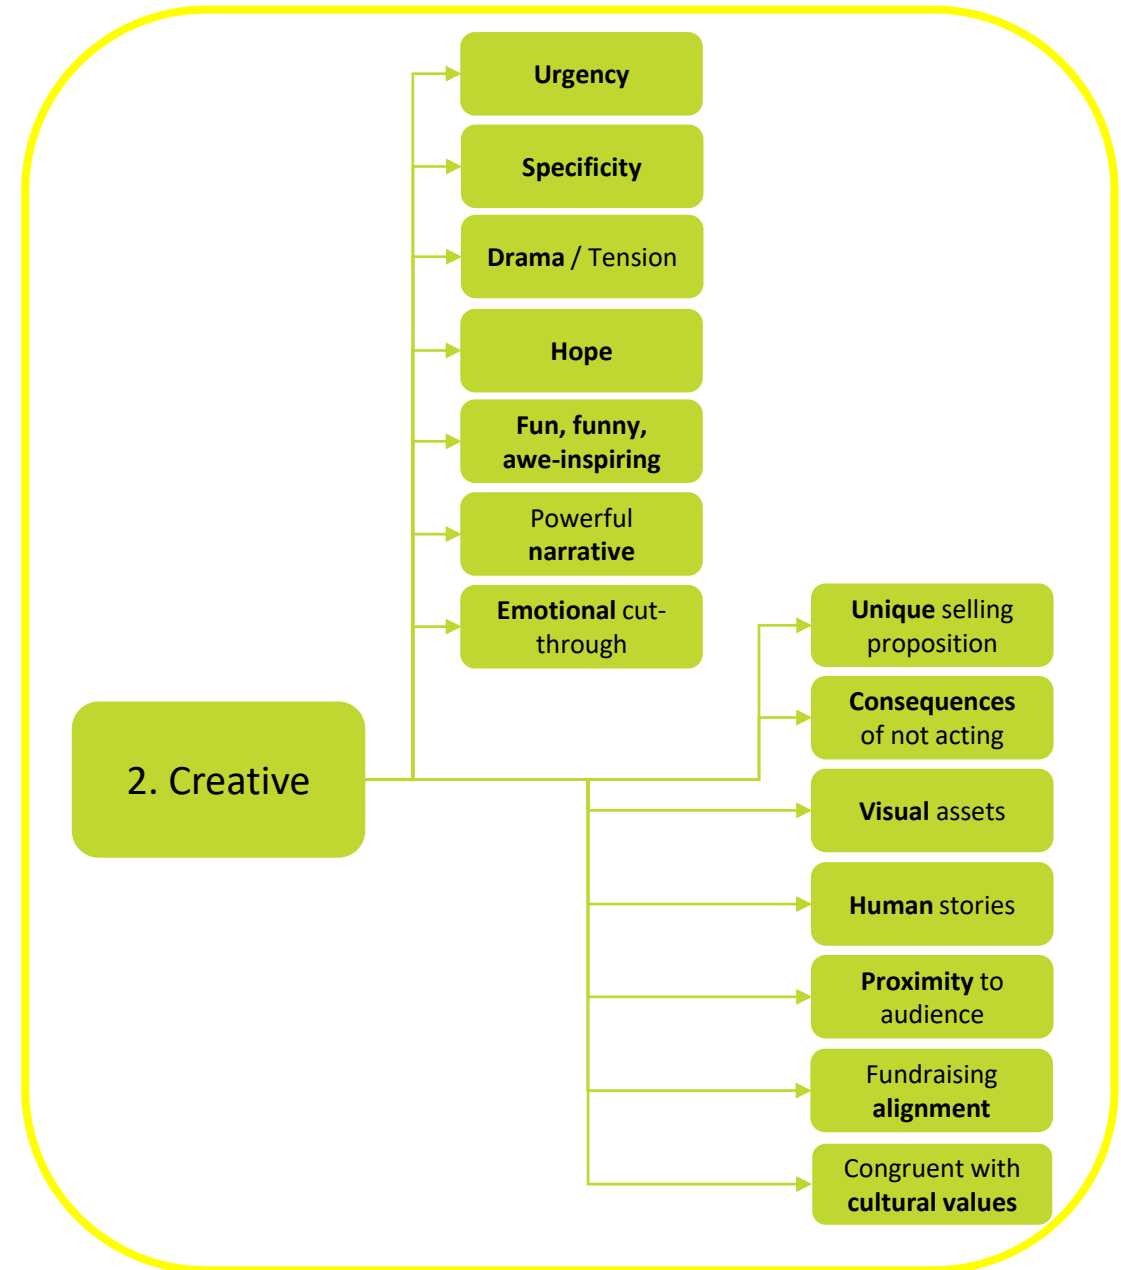 Urgency
Specificity
Drama / Tension
Hope
Fun, funny,
awe-inspiring
Powerful
narrative
Emotional cut-
through
2. Creative
Unique selling
proposition
Consequences
of not acting
Visual assets
Human stories
Proximity to
audience
Fundraising
alignment
Congruent with
cultural values